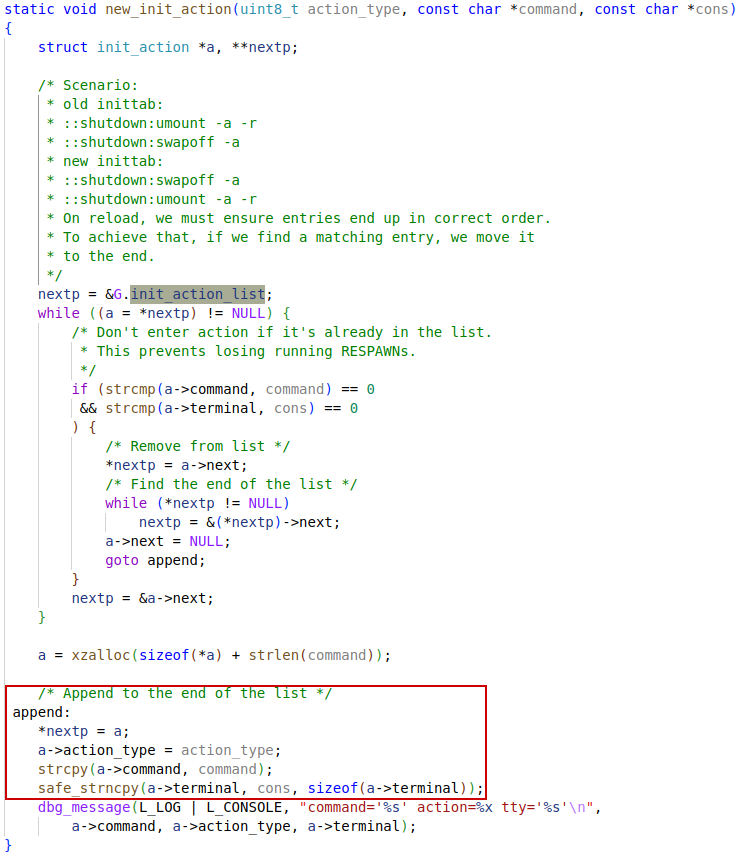 static void new_init_action(uint8_t action_type, const char *command, const char *cons)
{
    struct init_action *a, **nextp;

    /* Scenario:
     * old inittab:
     * ::shutdown:umount -a -r
     * ::shutdown:swapoff -a
     * new inittab:
     * ::shutdown:swapoff -a
     * ::shutdown:umount -a -r
     * On reload, we must ensure entries end up in correct order.
     * To achieve that, if we find a matching entry, we move it
     * to the end.
     */
    nextp = &G.init_action_list;
    while ((a = *nextp) != NULL) {
        /* Don't enter action if it's already in the list.
         * This prevents losing running RESPAWNs.
         */
        if (strcmp(a->command, command) == 0
         && strcmp(a->terminal, cons) == 0
        ) {
            /* Remove from list */
            *nextp = a->next;
            /* Find the end of the list */
            while (*nextp != NULL)
                nextp = &(*nextp)->next;
            a->next = NULL;
            goto append;
        }
        nextp = &a->next;
    }

    a = xzalloc(sizeof(*a) + strlen(command));

    /* Append to the end of the list */
 append:
    *nextp = a;
    a->action_type = action_type;
    strcpy(a->command, command);
    safe_strncpy(a->terminal, cons, sizeof(a->terminal));
    dbg_message(L_LOG | L_CONSOLE, "command='%s' action=%x tty='%s'\n",
        a->command, a->action_type, a->terminal);
}